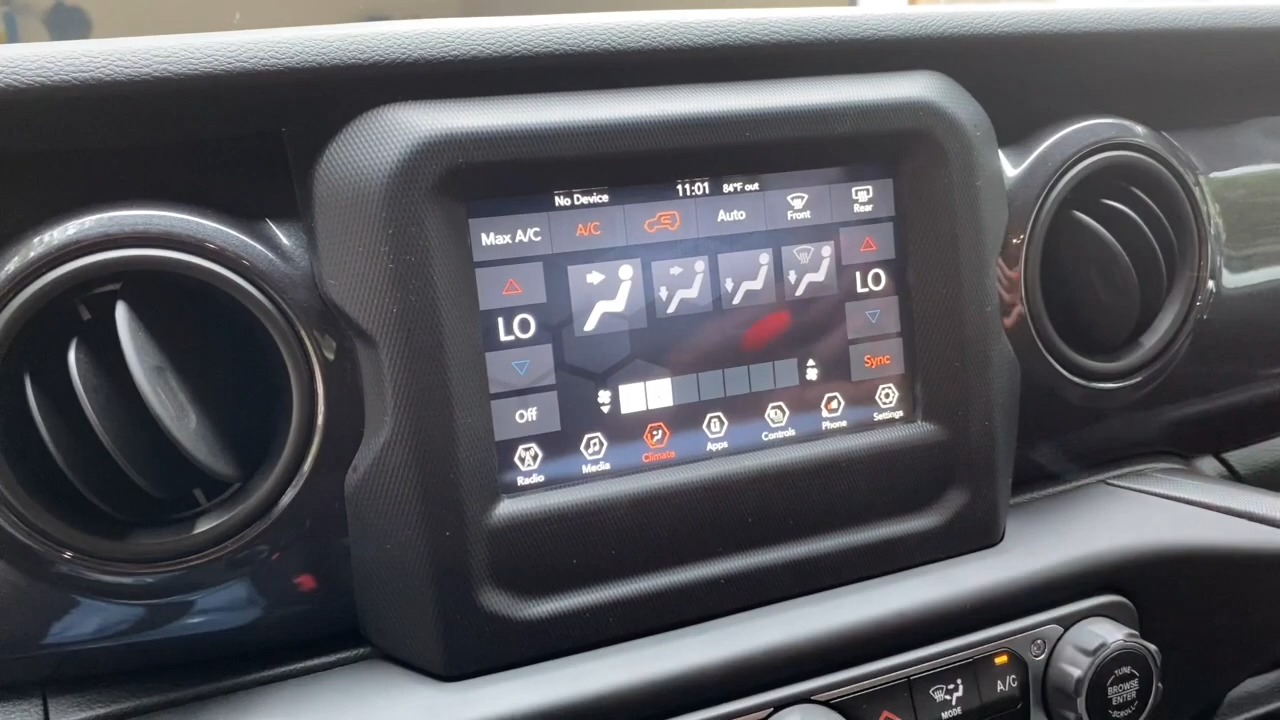 No Device 11:01 84°F out
Max A/C A/C Auto Front Rear
LO LO
Off Sync
Radio Media Climate Apps Controls Phone Settings
MODE A/C
TUNE
BROWSE
ENTER
SCROLL